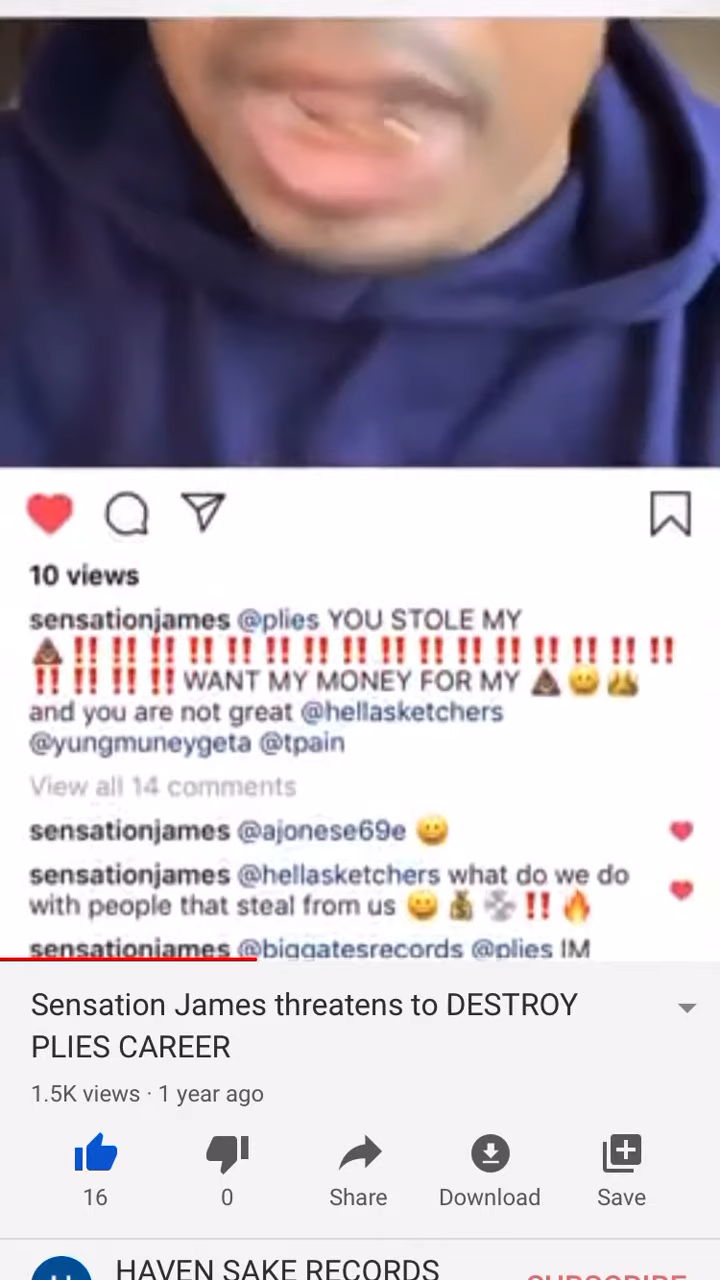 10 views
sensationjames @plies YOU STOLE MY
💩‼️‼️‼️‼️‼️‼️‼️‼️‼️‼️‼️‼️‼️‼️‼️‼️
‼️‼️‼️‼️ WANT MY MONEY FOR MY 💩😀
and you are not great @hellasketchers
@yungmuneygeta @tpain
View all 14 comments
sensationjames @ajonese69e 😀
sensationjames @hellasketchers what do we do
with people that steal from us 😀 💰 ‼️ 🔥
sensationjames @biggatesrecords @plies IM
Sensation James threatens to DESTROY
PLIES CAREER
1.5K views · 1 year ago
16
0
Share
Download
Save
HAVEN SAKE RECORDS
SUBSCRIBE